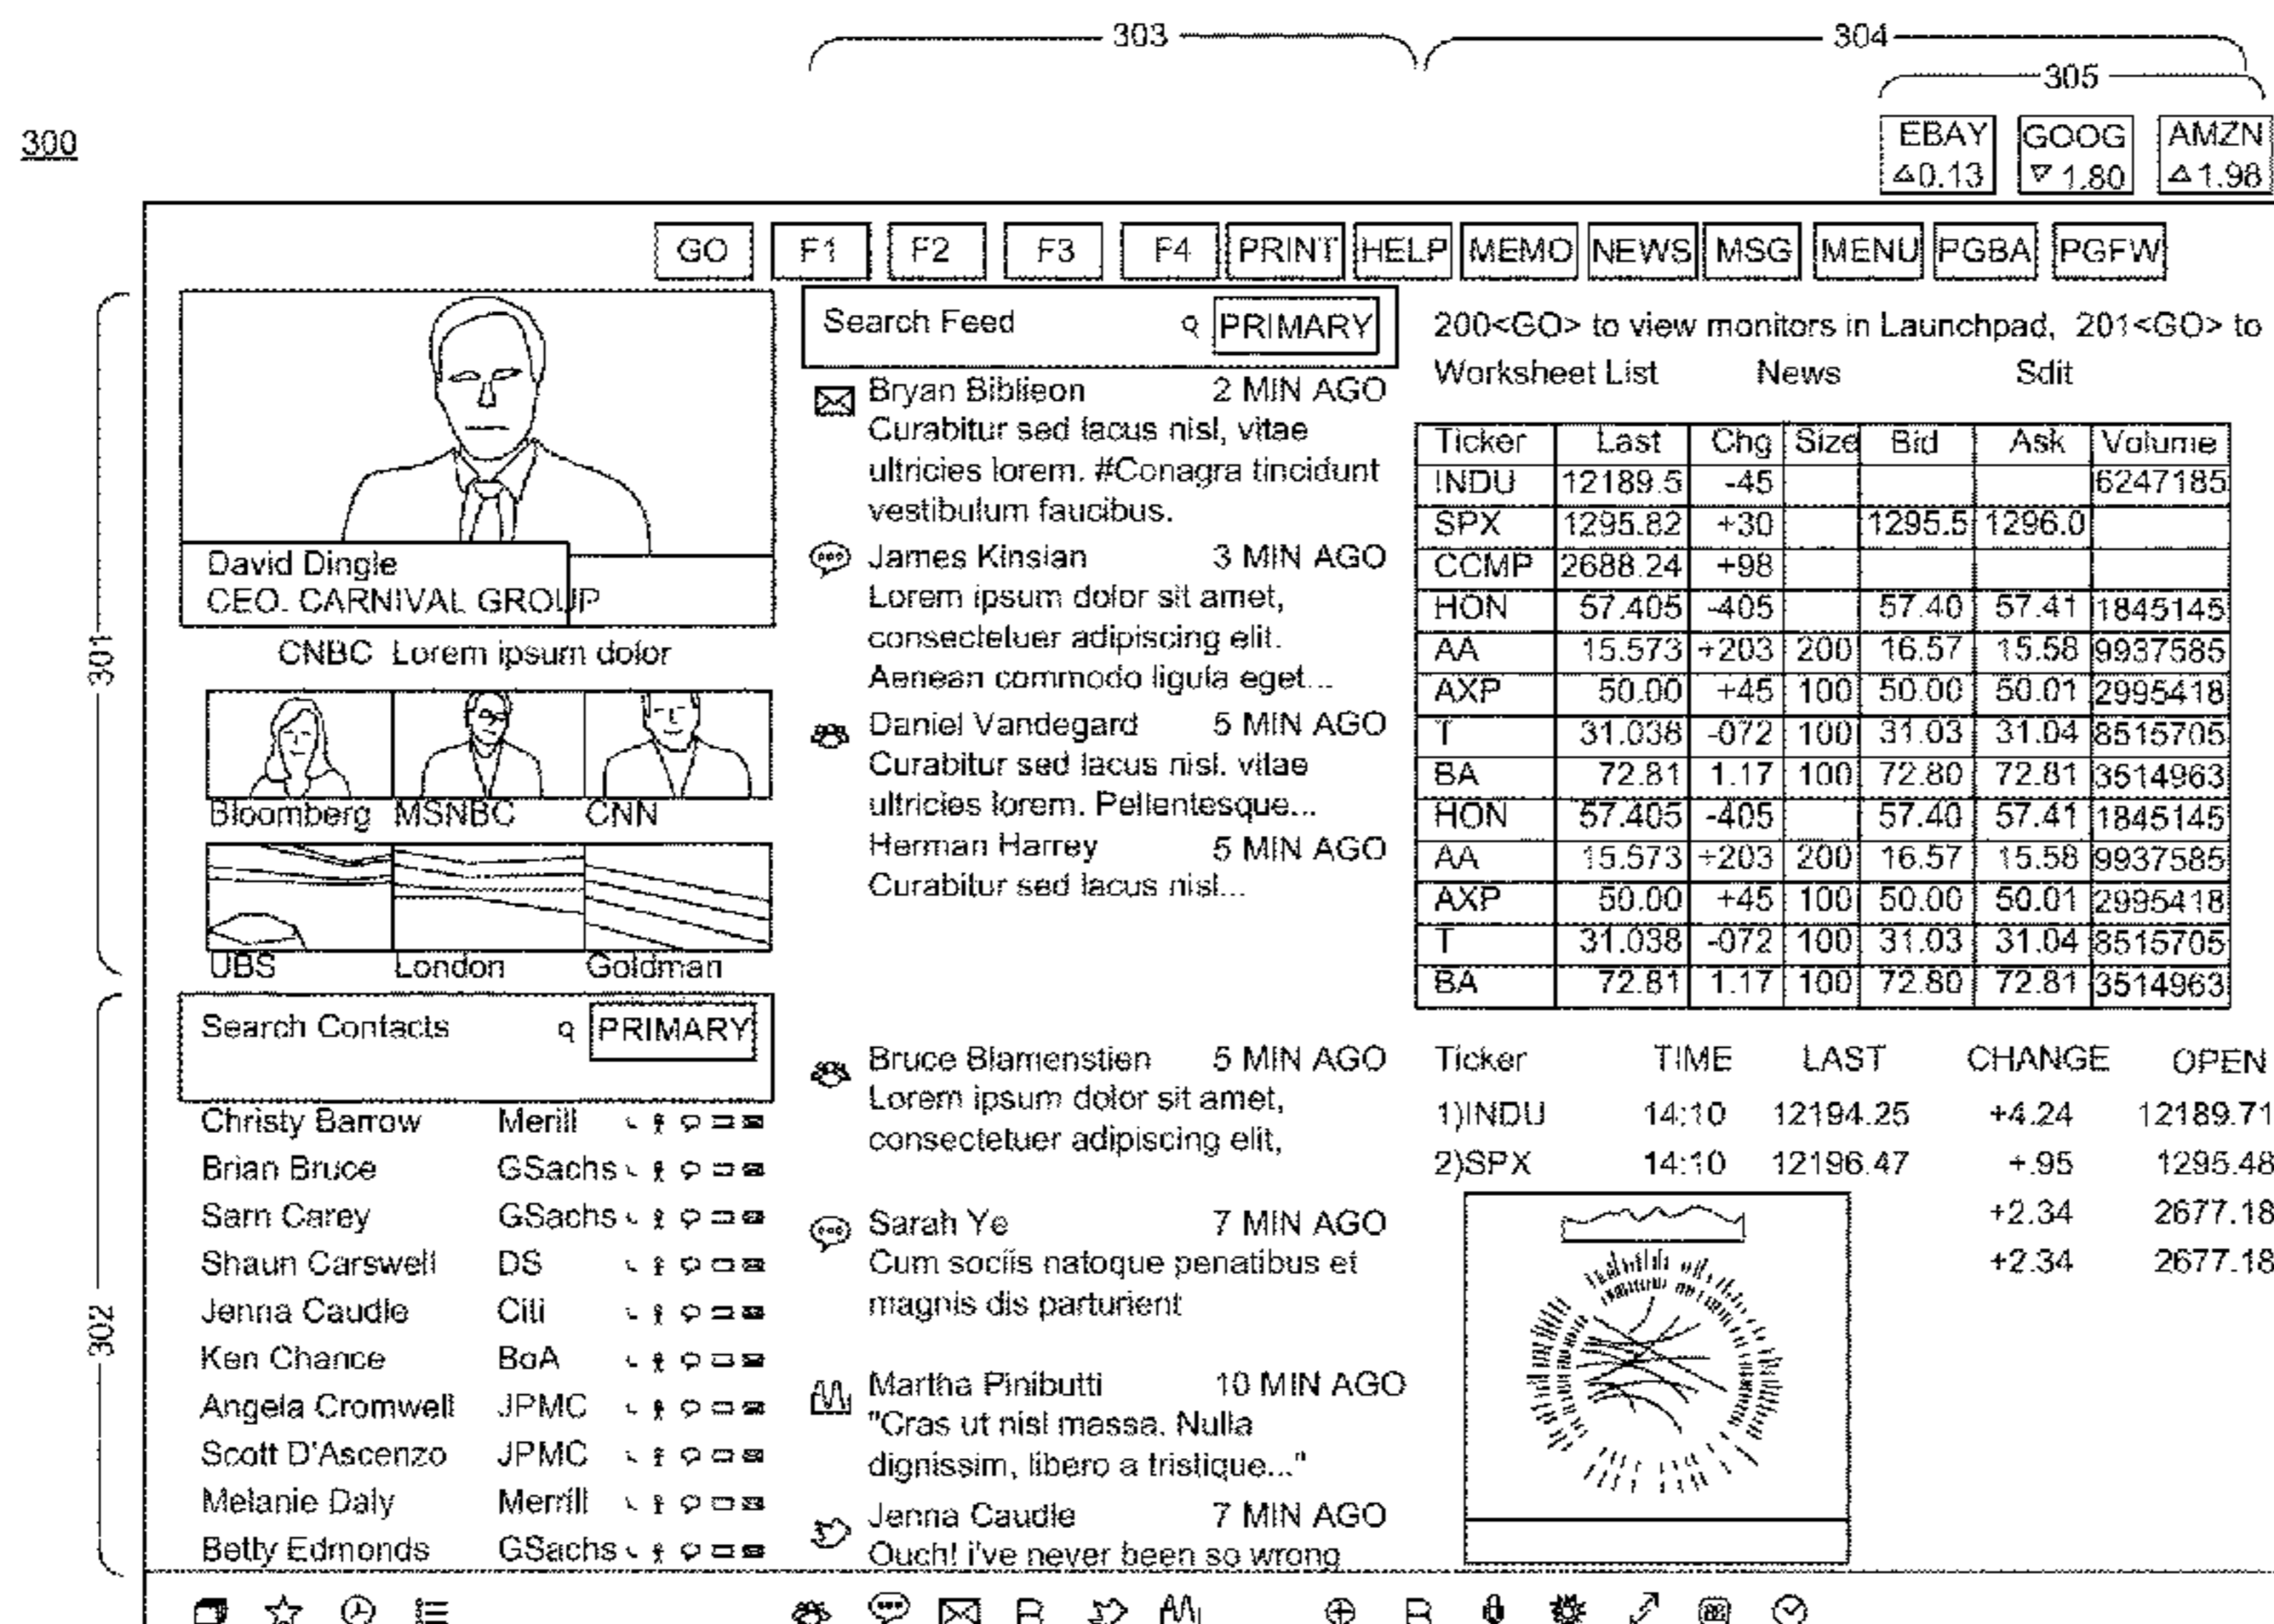 303
304
305
300
EBAY GOOG AMZN
△0.13 ▽ 1.80 △1.98
GO F1 F2 F3 F4 PRINT HELP MEMO NEWS MSG MENU PGBA PGFW
301
David Dingle
CEO. CARNIVAL GROUP
CNBC Lorem ipsum dolor
Bloomberg MSNBC CNN
UBS London Goldman
302
Search Contacts PRIMARY
Christy Barrow Merill
Brian Bruce GSachs
Sarn Carey GSachs
Shaun Carswell DS
Jenna Caudle Citi
Ken Chance BoA
Angela Cromwell JPMC
Scott D'Ascenzo JPMC
Melanie Daly Merrill
Betty Edmonds GSachs
Search Feed PRIMARY
Bryan Biblieon 2 MIN AGO
Curabitur sed lacus nisl, vitae
ultricies lorem. #Conagra tincidunt
vestibulum faucibus.
James Kinsian 3 MIN AGO
Lorem ipsum dolor sit amet,
consectetuer adipiscing elit.
Aenean commodo ligula eget...
Daniel Vandegard 5 MIN AGO
Curabitur sed lacus nisl. vitae
ultricies lorem. Pellentesque...
Herman Harrey 5 MIN AGO
Curabitur sed lacus nisl...
Bruce Blamenstien 5 MIN AGO
Lorem ipsum dolor sit amet,
consectetuer adipiscing elit,
Sarah Ye 7 MIN AGO
Cum sociis natoque penatibus et
magnis dis parturient
Martha Pinibutti 10 MIN AGO
"Cras ut nisl massa. Nulla
dignissim, libero a tristique..."
Jenna Caudle 7 MIN AGO
Ouch! i've never been so wrong
200<GO> to view monitors in Launchpad, 201<GO> to
Worksheet List News Sdit
Ticker Last Chg Size Bid Ask Volume
INDU 12189.5 -45 6247185
SPX 1295.82 +30 1295.5 1296.0
CCMP 2688.24 +98
HON 57.405 -405 57.40 57.41 1845145
AA 15.573 +203 200 16.57 15.58 9937585
AXP 50.00 +45 100 50.00 50.01 2995418
T 31.038 -072 100 31.03 31.04 8515705
BA 72.81 1.17 100 72.80 72.81 3514963
HON 57.405 -405 57.40 57.41 1845145
AA 15.573 +203 200 16.57 15.58 9937585
AXP 50.00 +45 100 50.00 50.01 2995418
T 31.038 -072 100 31.03 31.04 8515705
BA 72.81 1.17 100 72.80 72.81 3514963
Ticker TIME LAST CHANGE OPEN
1)INDU 14:10 12194.25 +4.24 12189.71
2)SPX 14:10 12196.47 +.95 1295.48
+2.34 2677.18
+2.34 2677.18